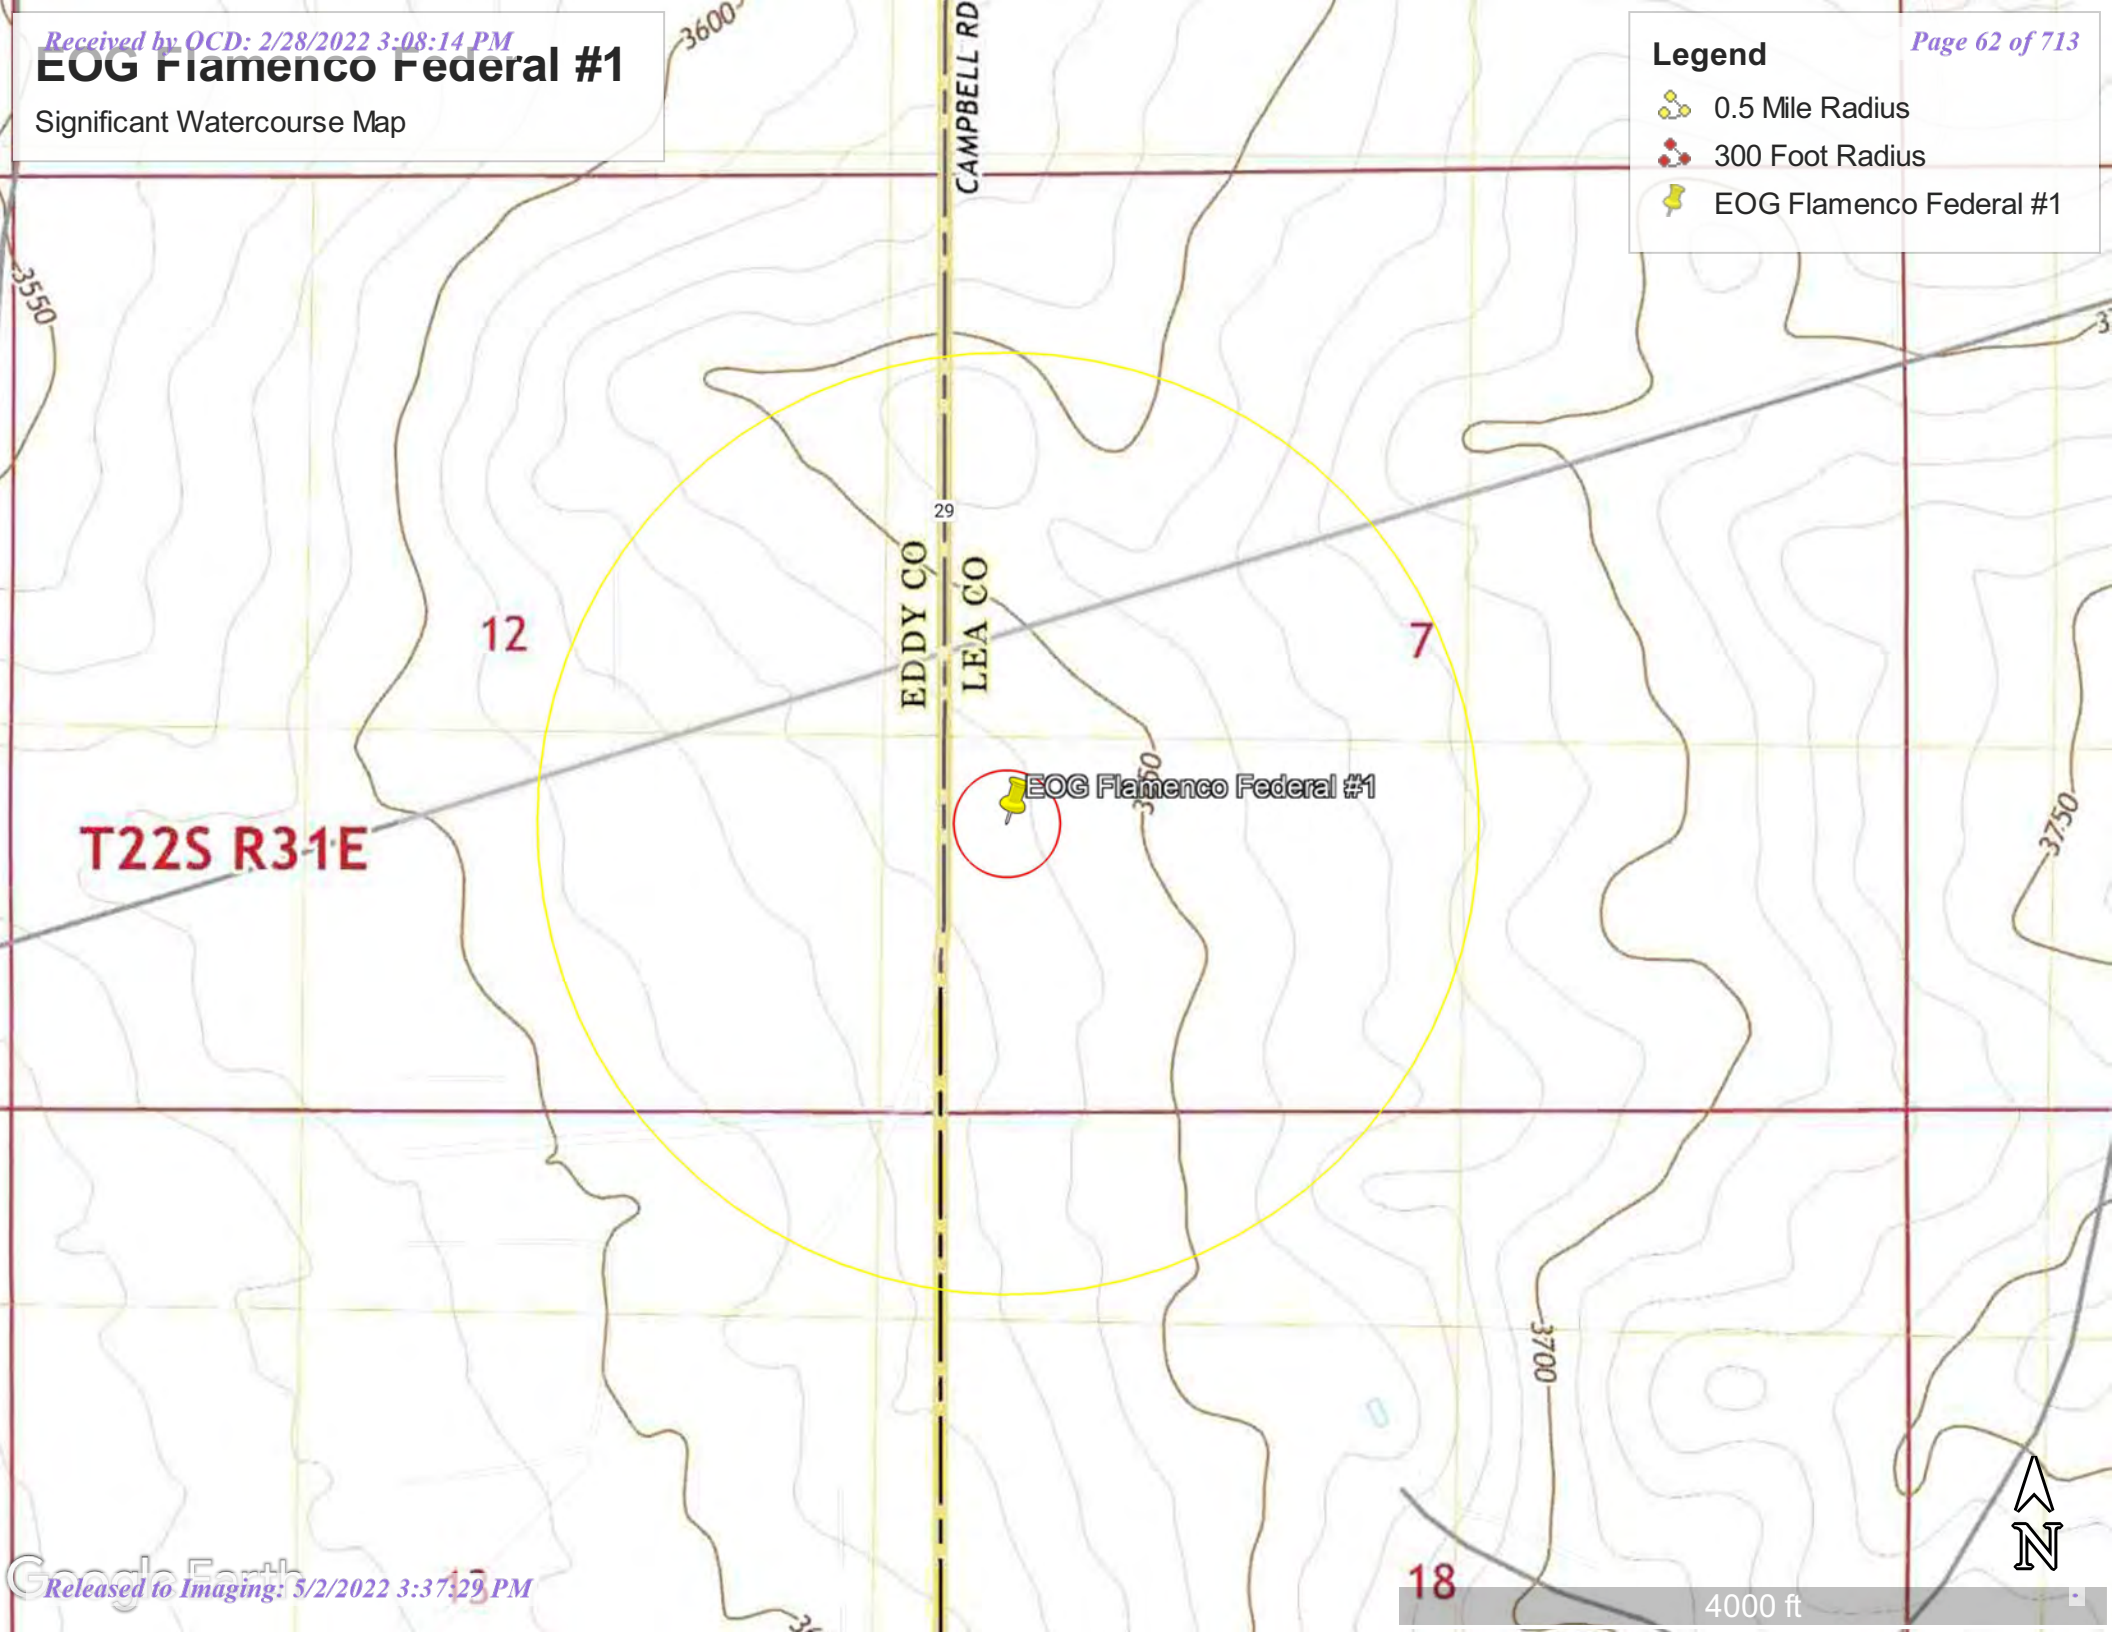 Received by OCD: 2/28/2022 3:08:14 PM
Page 62 of 713
EOG Flamenco Federal #1
Significant Watercourse Map
Legend
0.5 Mile Radius
300 Foot Radius
EOG Flamenco Federal #1
3600
CAMPBELL RD
3550
29
EDDY CO
LEA CO
12
7
EOG Flamenco Federal #1
T22S R31E
3750
3700
N
18
13
4000 ft
Google Earth
Released to Imaging: 5/2/2022 3:37:29 PM